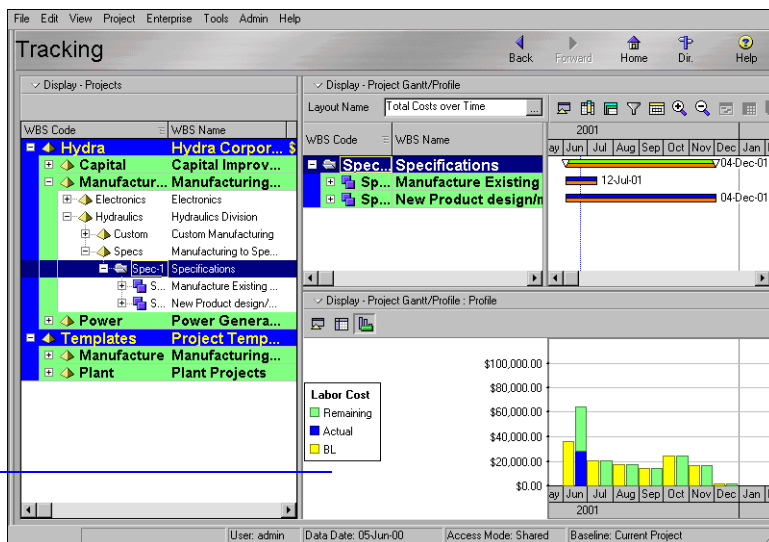 File Edit View Project Enterprise Tools Admin Help
Tracking
Back
Forward
Home
Dir.
Help
Display - Projects
WBS Code
WBS Name
Hydra Hydra Corpor... $
Capital Capital Improv...
Manufactur... Manufacturing...
Electronics Electronics
Hydraulics Hydraulics Division
Custom Custom Manufacturing
Specs Manufacturing to Spe...
Spec-1 Specifications
S... Manufacture Existing ...
S... New Product design/...
Power Power Genera...
Templates Project Temp...
Manufacture Manufacturing...
Plant Plant Projects
Display - Project Gantt/Profile
Layout Name Total Costs over Time ...
WBS Code
WBS Name
Spec... Specifications
Sp... Manufacture Existing
Sp... New Product design/n
2001
ay Jun Jul Aug Sep Oct Nov Dec Jan
04-Dec-01
12-Jul-01
04-Dec-01
Display - Project Gantt/Profile : Profile
Labor Cost
Remaining
Actual
BL
$100,000.00
$80,000.00
$60,000.00
$40,000.00
$20,000.00
$0.00
ay Jun Jul Aug Sep Oct Nov Dec Jan
2001
User: admin
Data Date: 05-Jun-00
Access Mode: Shared
Baseline: Current Project